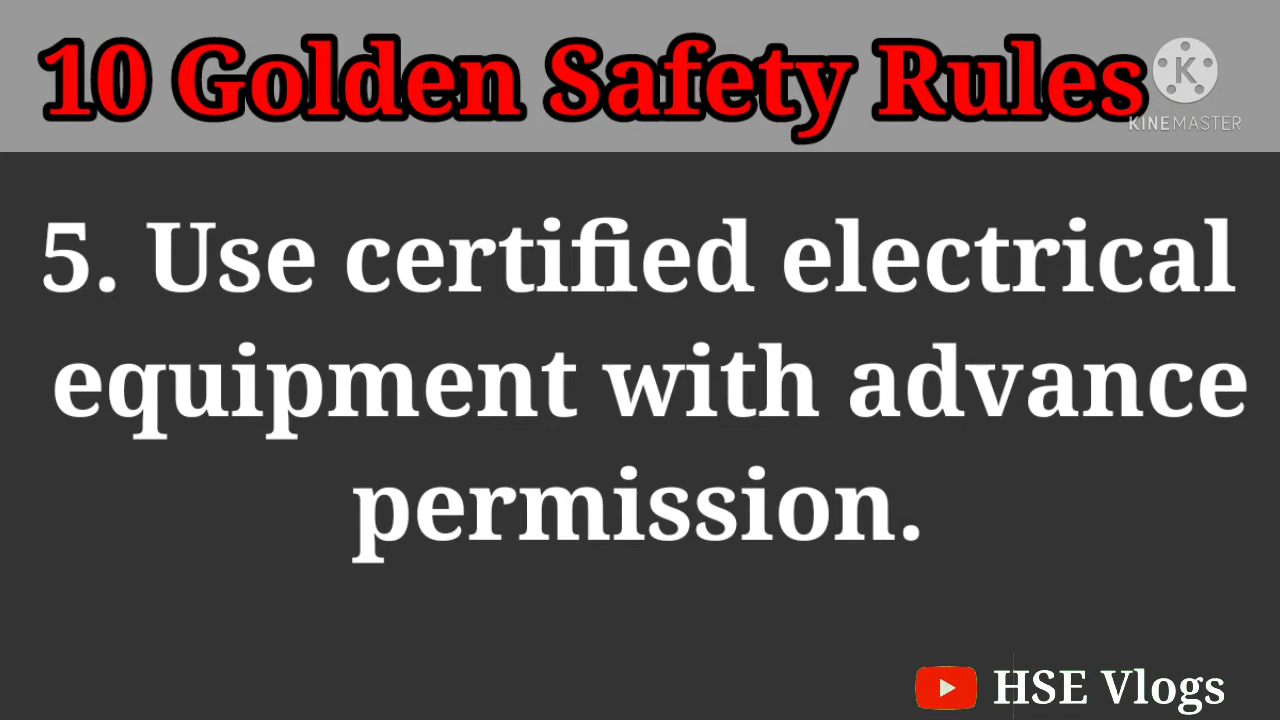 10 Golden Safety Rules
K
KINEMASTER
5. Use certified electrical
equipment with advance
permission.
HSE Vlogs